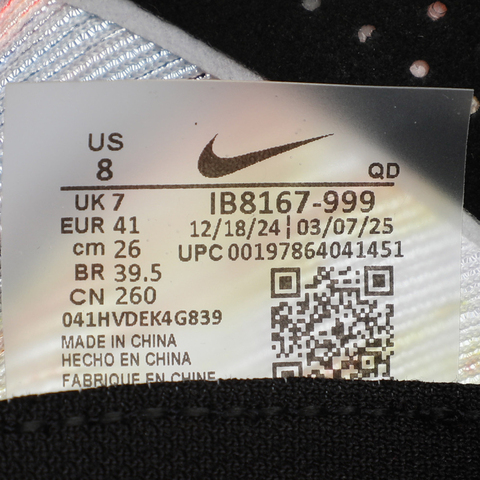 US
8
QD
UK 7
IB8167-999
EUR 41
12/18/24 | 03/07/25
cm 26
UPC 00197864041451
BR 39.5
CN 260
041HVDEK4G839
MADE IN CHINA
HECHO EN CHINA
FABRIQUE EN CHINE